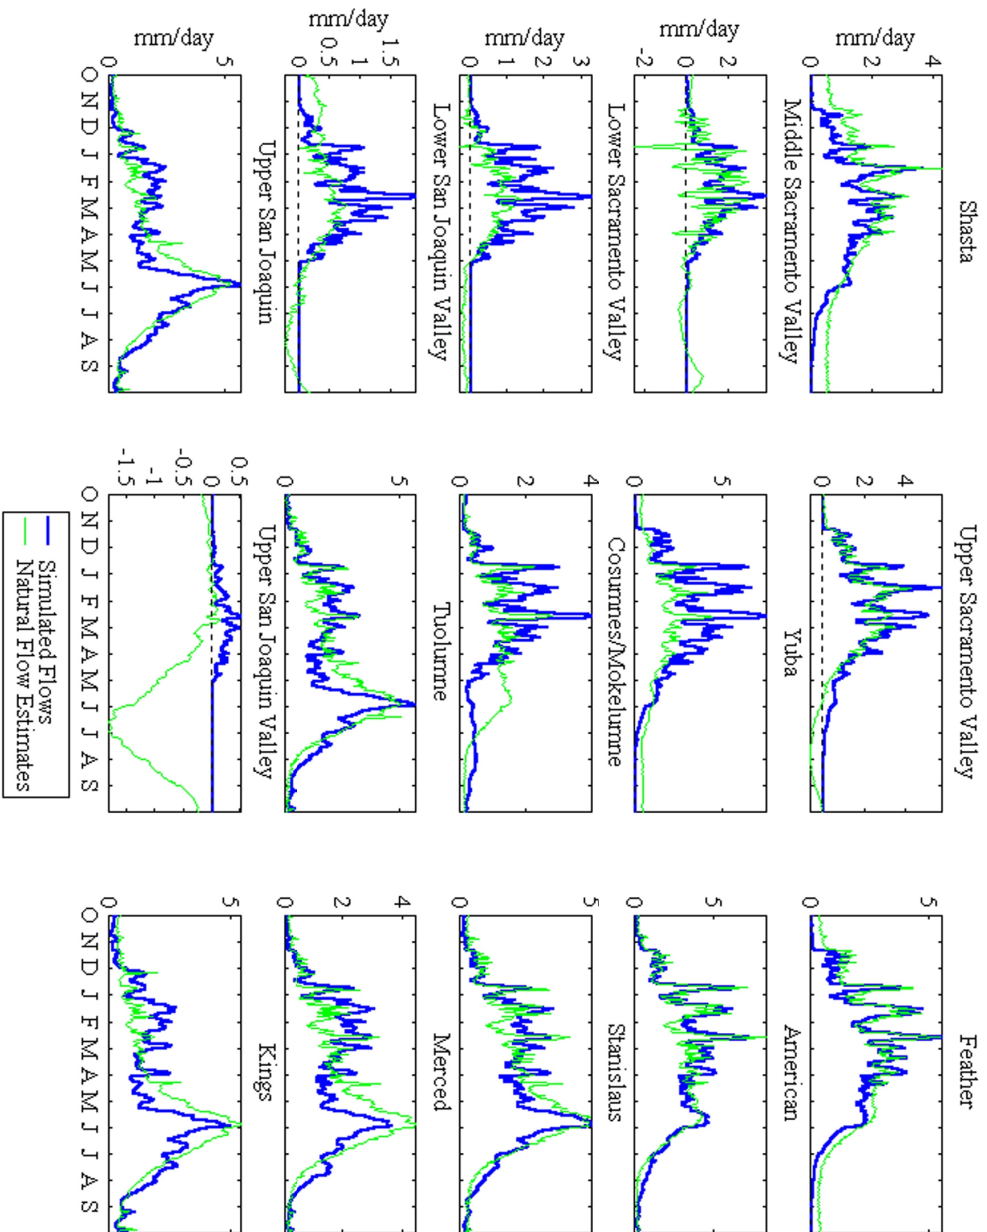 Shasta
Upper Sacramento Valley
Feather
mm/day
4
2
0
4
2
0
5
0
Middle Sacramento Valley
Yuba
American
mm/day
2
0
-2
5
0
5
0
Lower Sacramento Valley
Cosumnes/Mokelumne
Stanislaus
mm/day
3
2
1
0
4
2
0
5
0
Lower San Joaquin Valley
Tuolumne
Merced
mm/day
1.5
1
0.5
0
5
0
4
2
0
Upper San Joaquin
Upper San Joaquin Valley
Kings
mm/day
5
0
0.5
0
-0.5
-1
-1.5
5
0
O N D J F M A M J J A S
O N D J F M A M J J A S
O N D J F M A M J J A S
Simulated Flows
Natural Flow Estimates